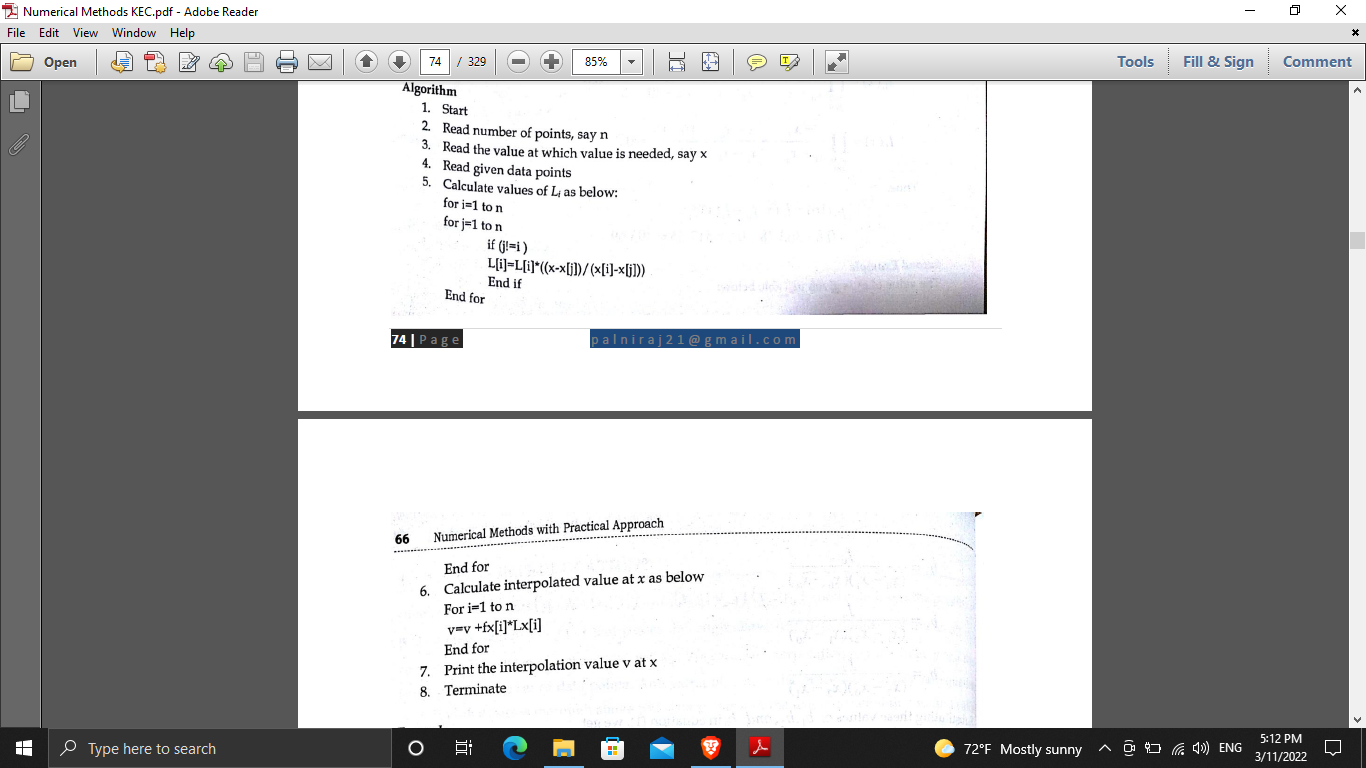 Numerical Methods KEC.pdf - Adobe Reader
File Edit View Window Help
Open 74 / 329 85% Tools Fill & Sign Comment
Algorithm
1. Start
2. Read number of points, say n
3. Read the value at which value is needed, say x
4. Read given data points
5. Calculate values of Li as below:
for i=1 to n
for j=1 to n
if (j!=i )
L[i]=L[i]*((x-x[j])/(x[i]-x[j]))
End if
End for
74 | Page palniraj21@gmail.com
66 Numerical Methods with Practical Approach
End for
6. Calculate interpolated value at x as below
For i=1 to n
v=v +fx[i]*Lx[i]
End for
7. Print the interpolation value v at x
8. Terminate
Type here to search 72°F Mostly sunny ENG 5:12 PM
3/11/2022